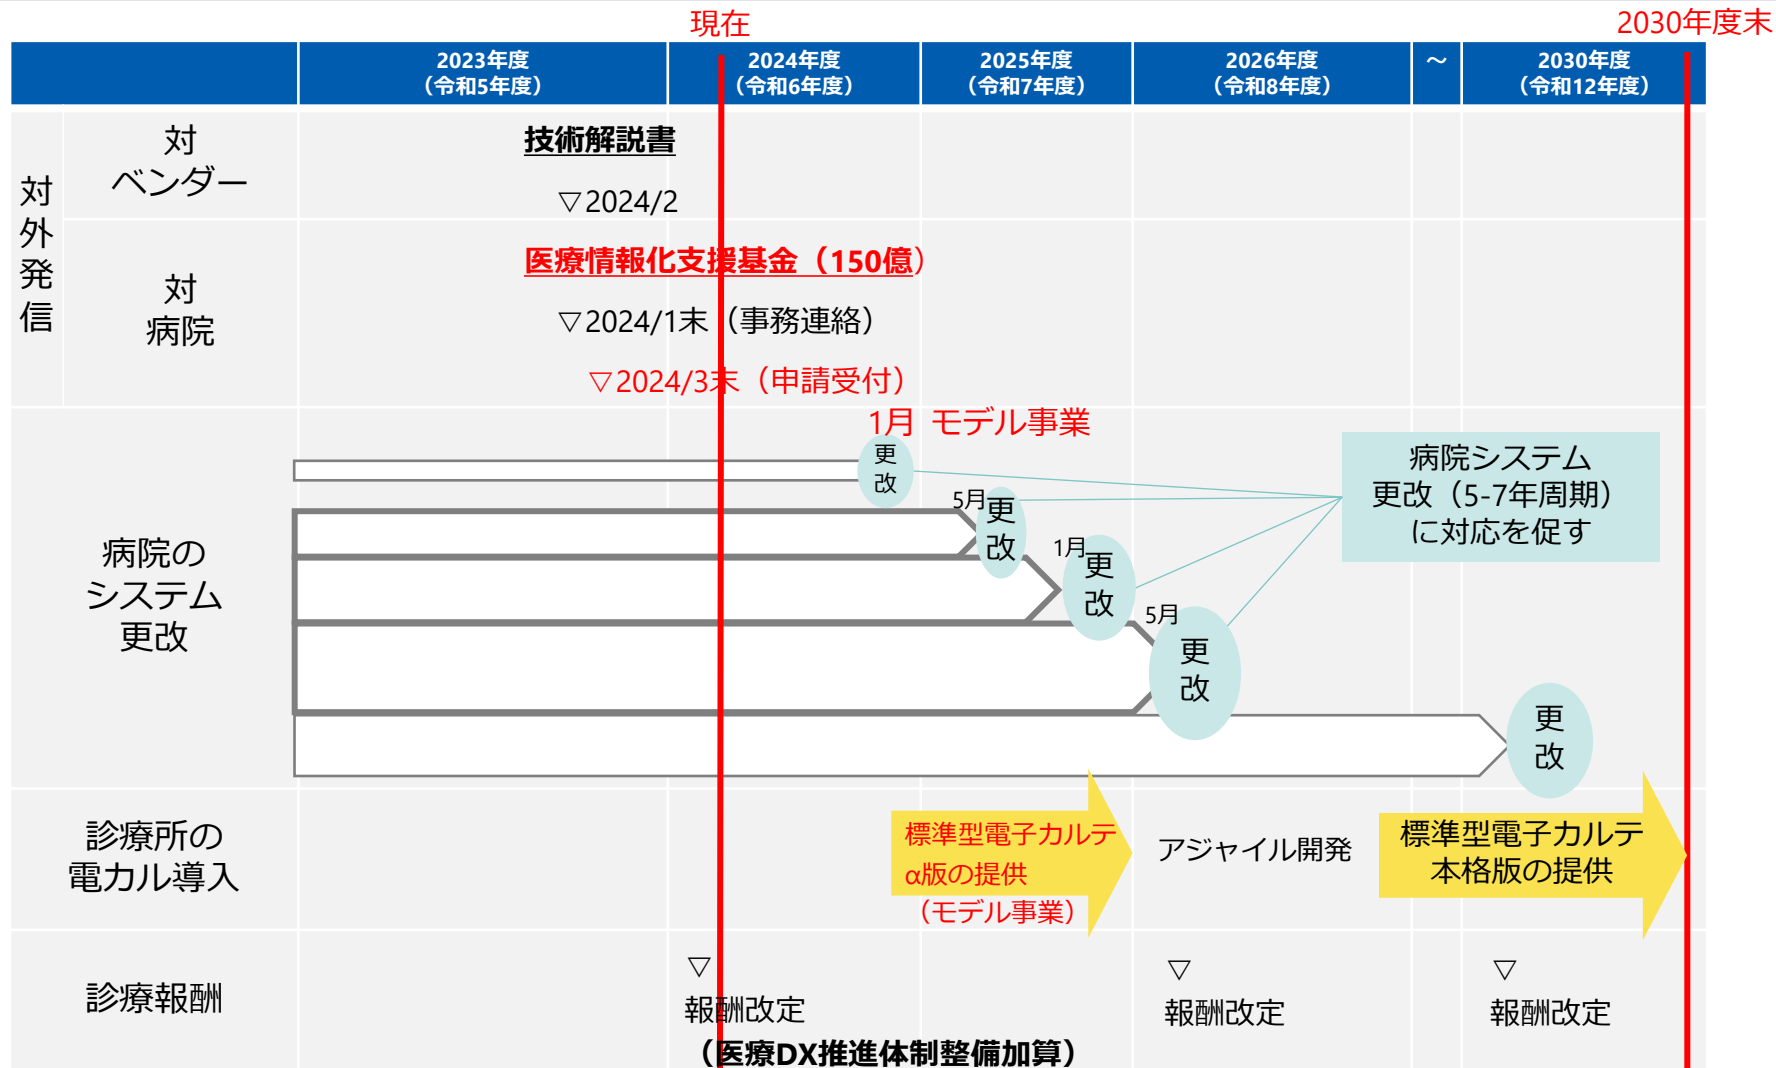 現在
2030年度末
2023年度
（令和5年度）
2024年度
（令和6年度）
2025年度
（令和7年度）
2026年度
（令和8年度）
～
2030年度
（令和12年度）
対外発信
対
ベンダー
技術解説書
▽2024/2
対
病院
医療情報化支援基金（150億）
▽2024/1末（事務連絡）
▽2024/3末（申請受付）
病院の
システム
更改
1月 モデル事業
更改
5月
更改
1月
更改
5月
更改
更改
病院システム
更改（5-7年周期）
に対応を促す
診療所の
電カル導入
標準型電子カルテ
α版の提供
（モデル事業）
アジャイル開発
標準型電子カルテ
本格版の提供
診療報酬
▽
報酬改定
（医療DX推進体制整備加算）
▽
報酬改定
▽
報酬改定